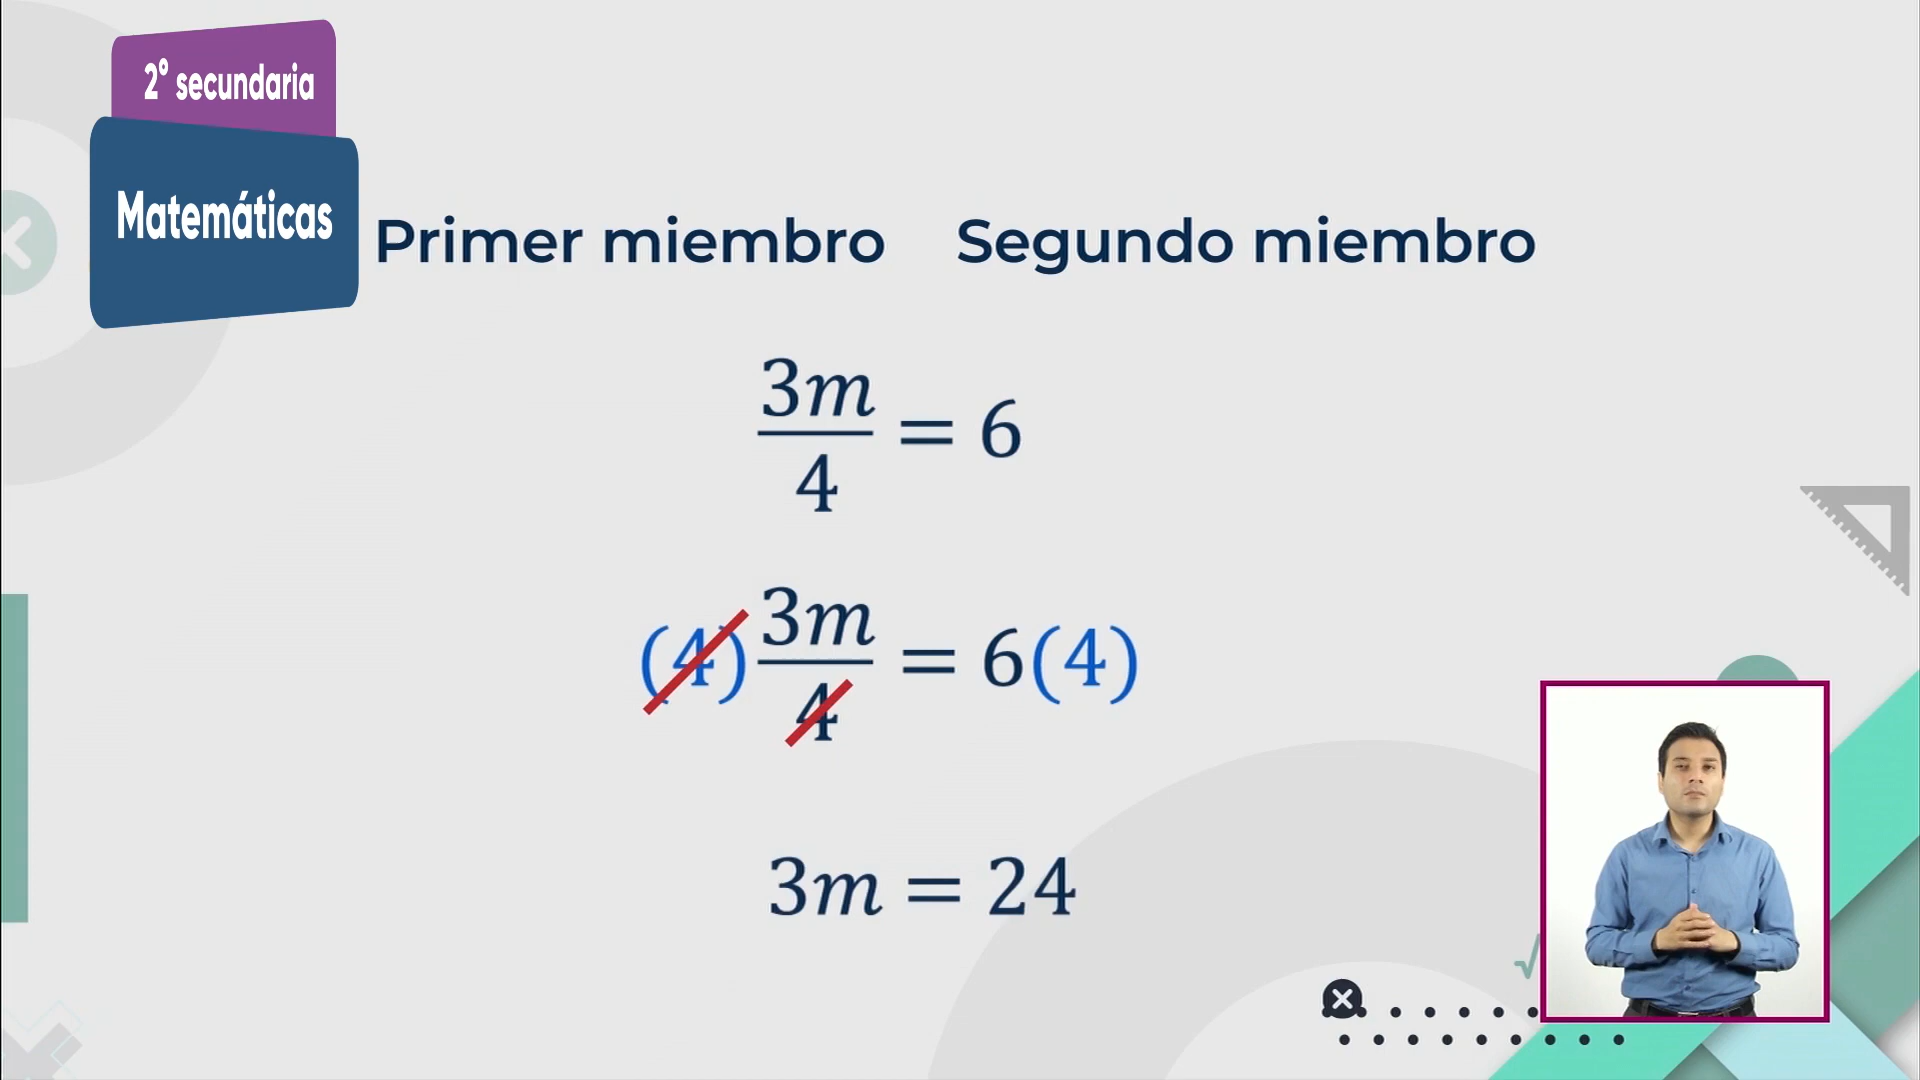 2° secundaria
Matemáticas
Primer miembro Segundo miembro
3m/4 = 6
(4) 3m/4 = 6(4)
3m = 24